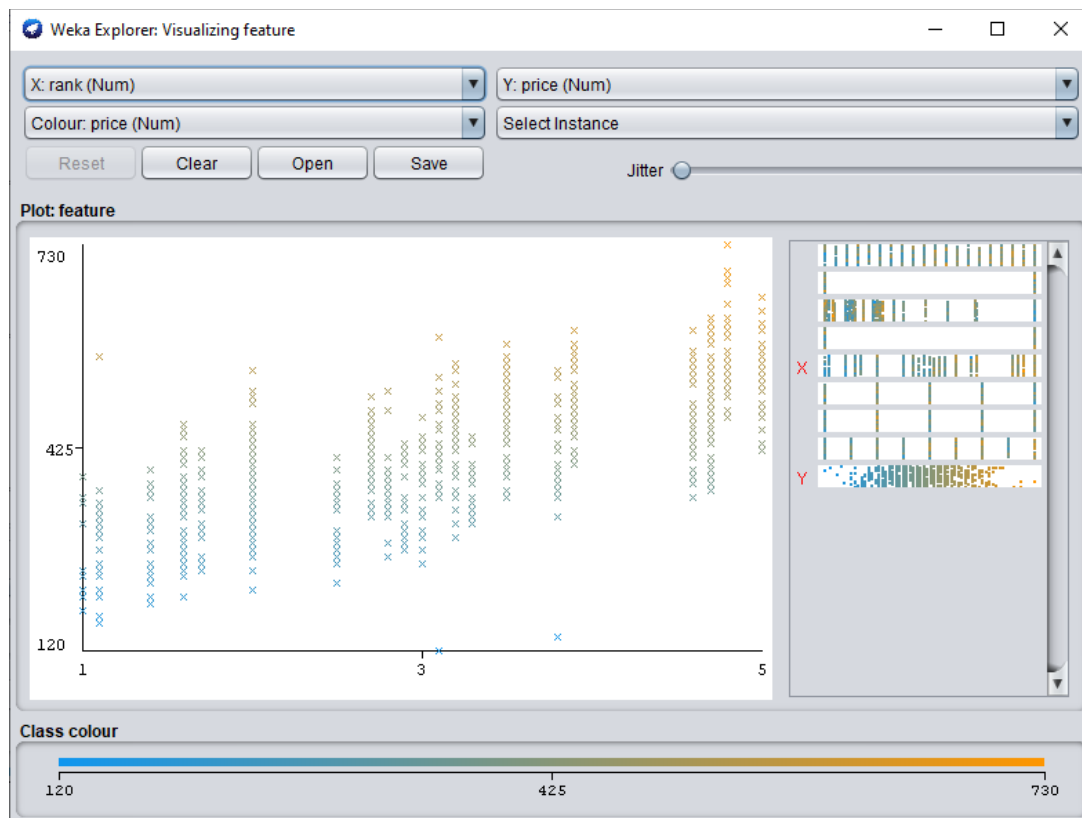 Weka Explorer: Visualizing feature
X: rank (Num)
Y: price (Num)
Colour: price (Num)
Select Instance
Reset
Clear
Open
Save
Jitter
Plot: feature
730
425
120
1
3
5
X
Y
Class colour
120
425
730